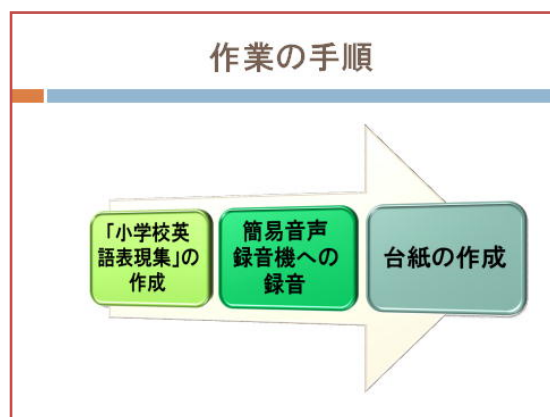 作業の手順
「小学校英
語表現集」の
作成
簡易音声
録音機への
録音
台紙の作成